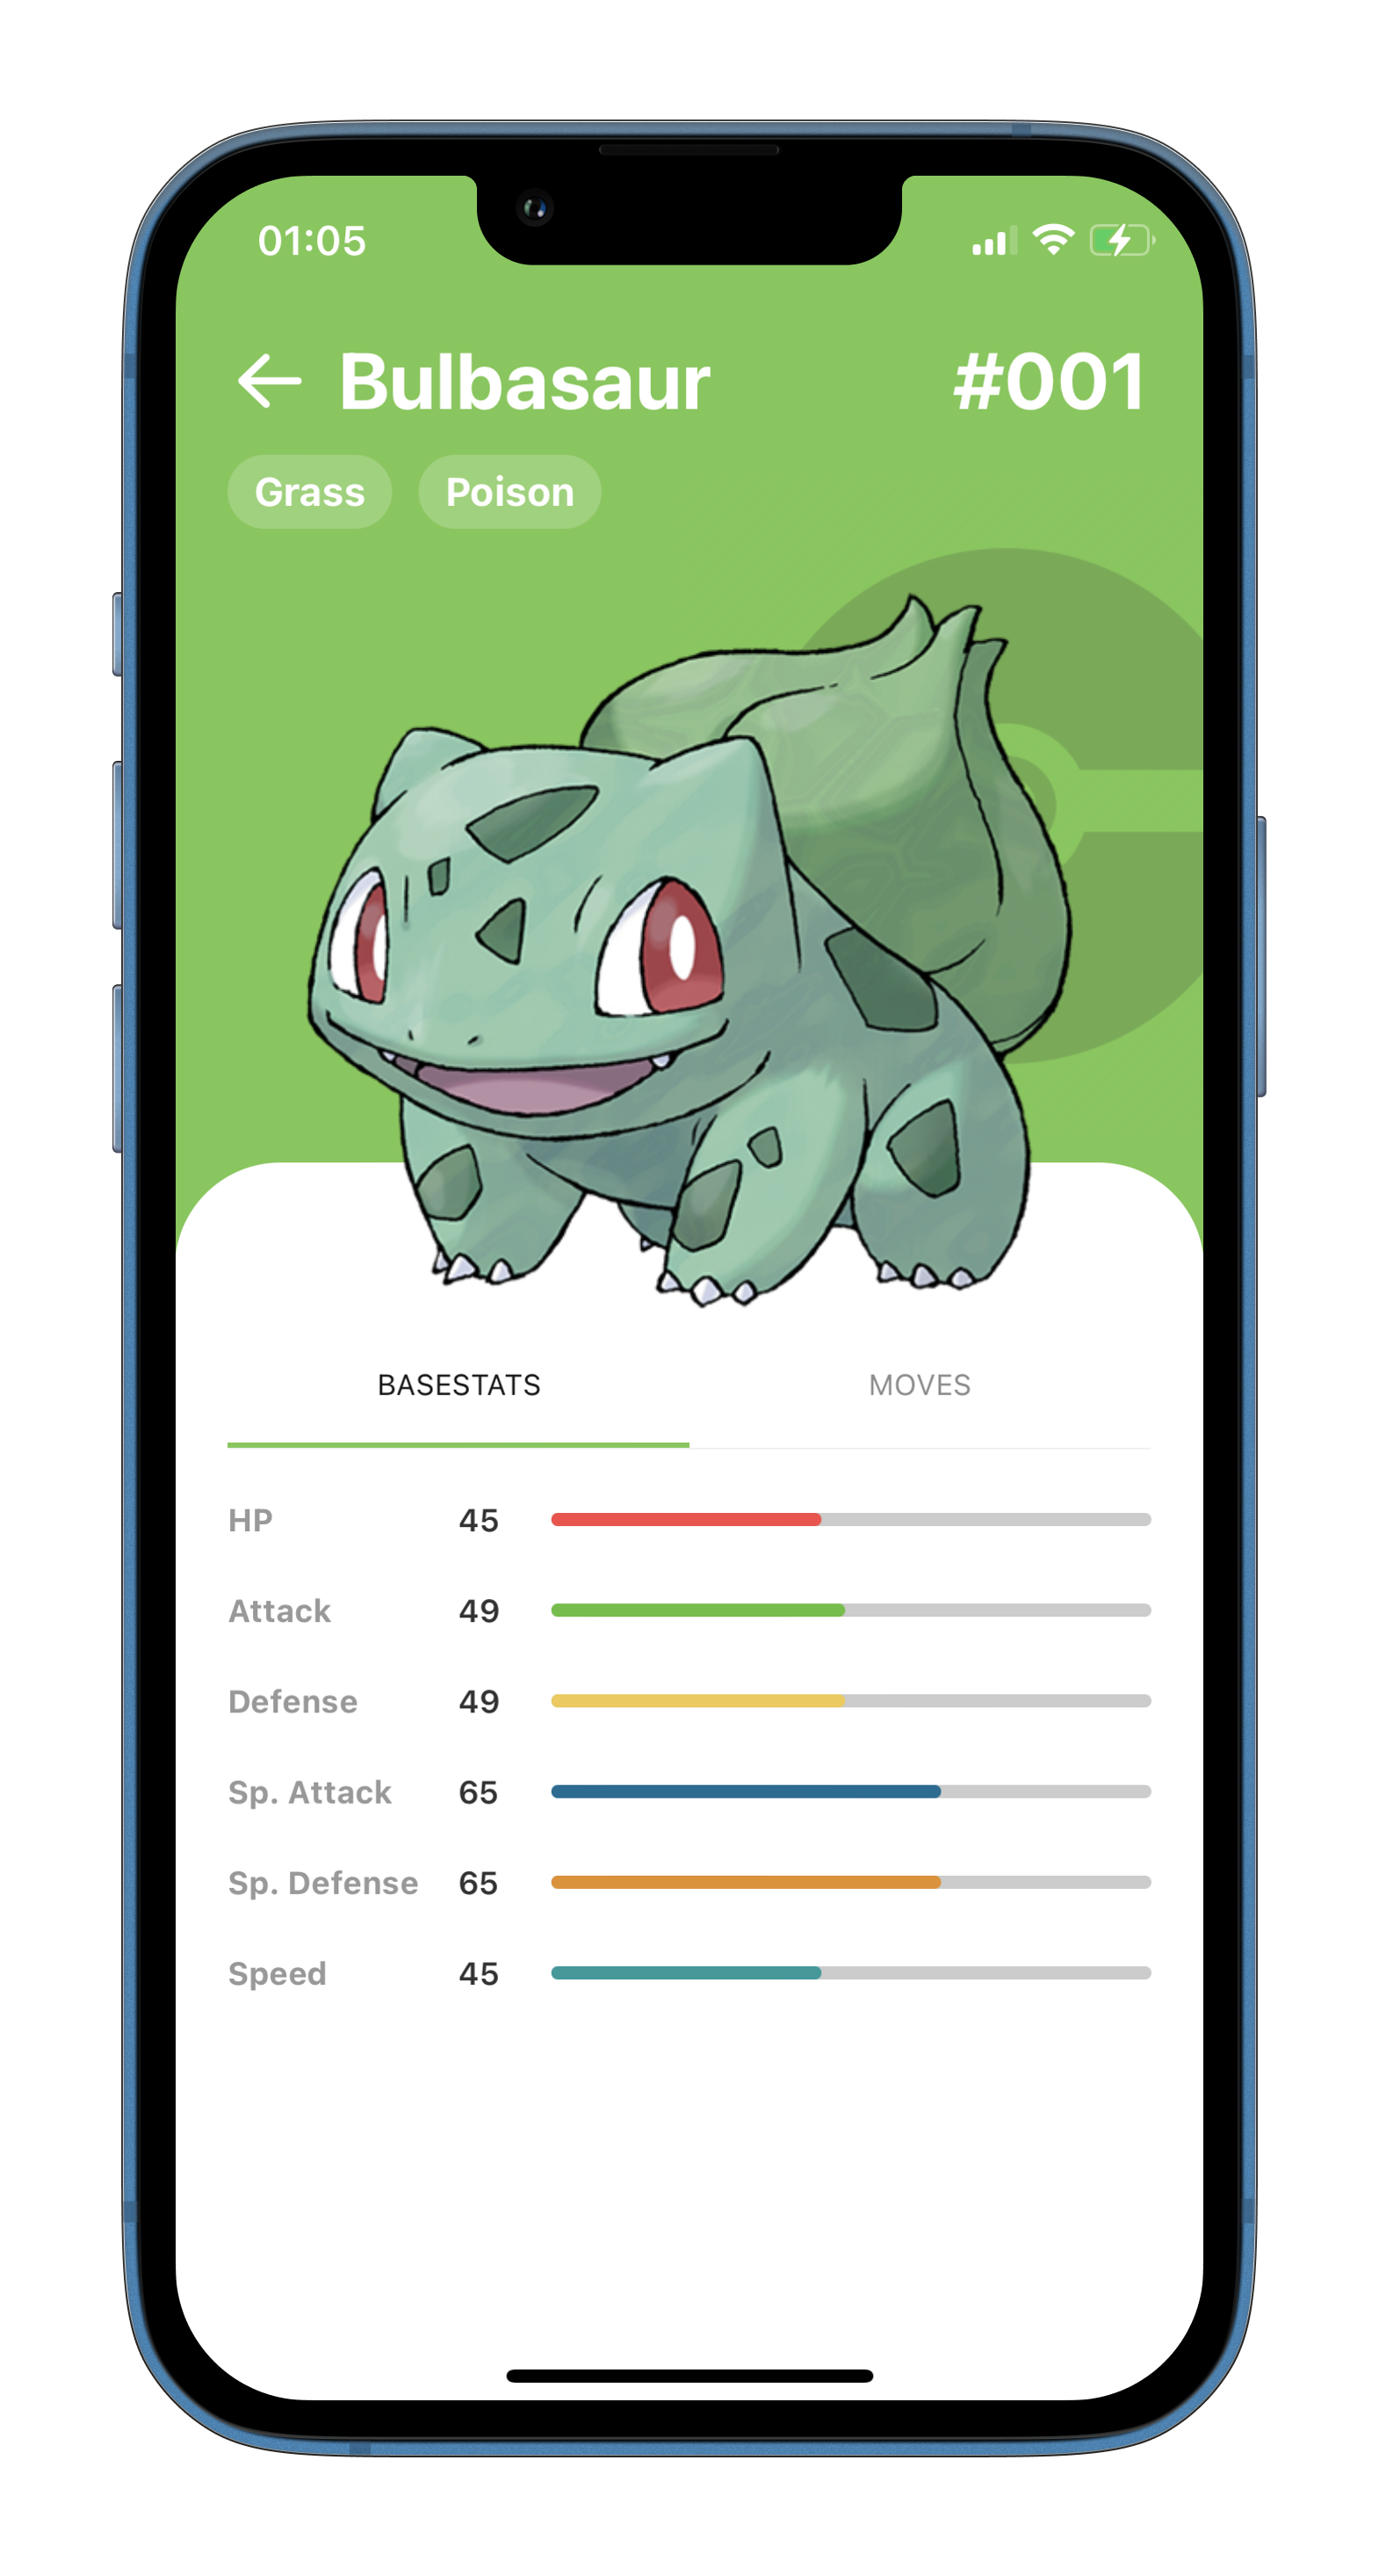 01:05
Bulbasaur #001
Grass Poison
BASESTATS MOVES
HP 45
Attack 49
Defense 49
Sp. Attack 65
Sp. Defense 65
Speed 45